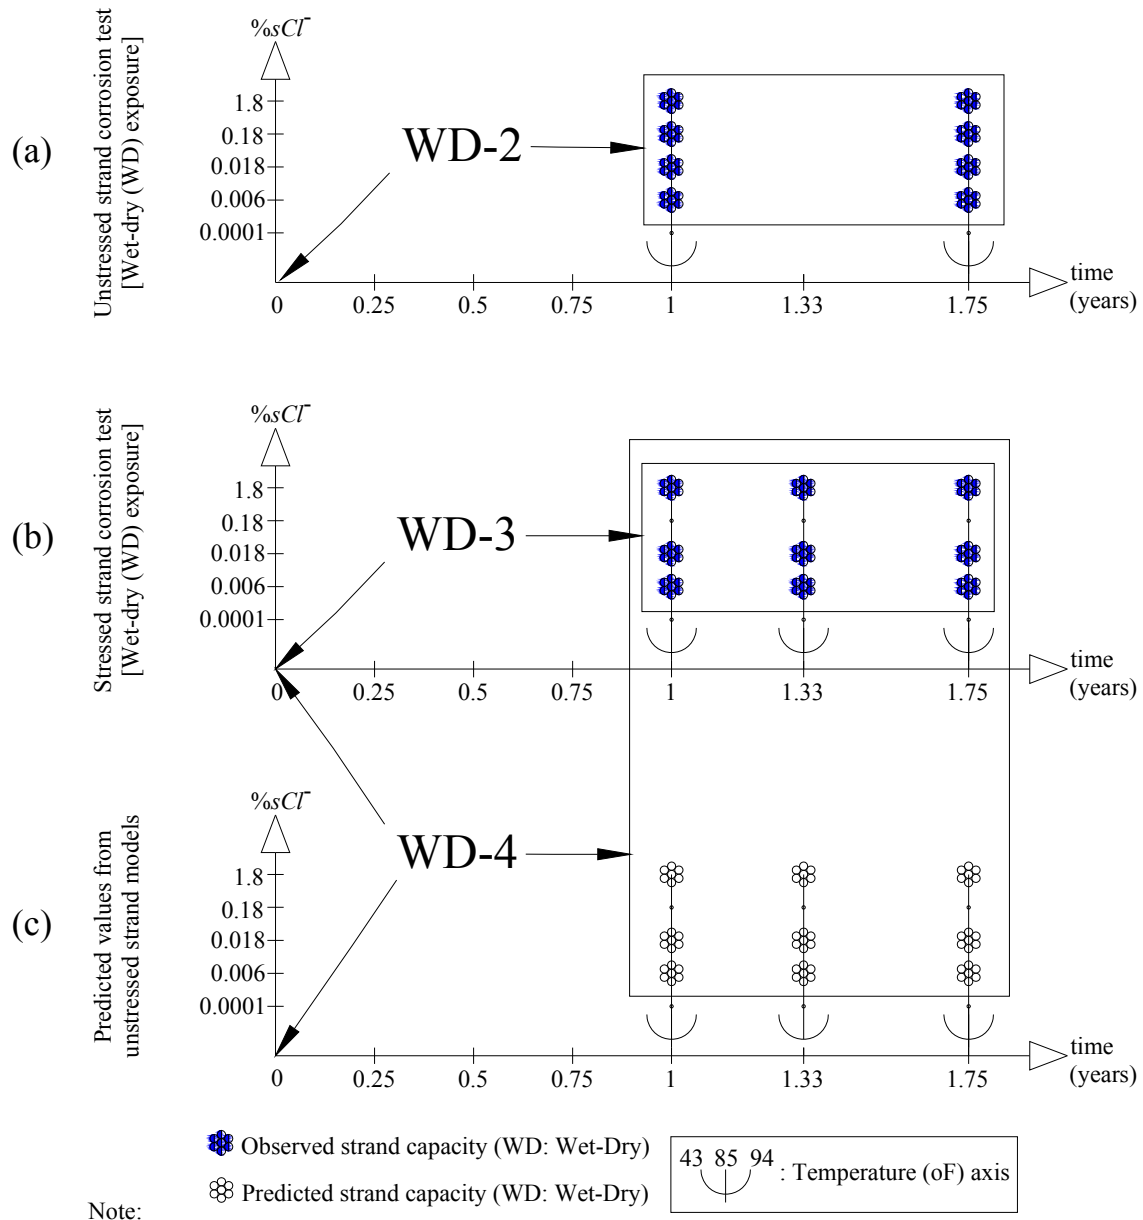 %sCl⁻
Unstressed strand corrosion test
[Wet-dry (WD) exposure]
(a)
1.8
0.18
0.018
0.006
0.0001
WD-2
0 0.25 0.5 0.75 1 1.33 1.75
time
(years)
%sCl⁻
Stressed strand corrosion test
[Wet-dry (WD) exposure]
(b)
1.8
0.18
0.018
0.006
0.0001
WD-3
0 0.25 0.5 0.75 1 1.33 1.75
time
(years)
%sCl⁻
WD-4
Predicted values from
unstressed strand models
(c)
1.8
0.18
0.018
0.006
0.0001
0 0.25 0.5 0.75 1 1.33 1.75
time
(years)
Observed strand capacity (WD: Wet-Dry)
Predicted strand capacity (WD: Wet-Dry)
43 85 94 : Temperature (oF) axis
Note: